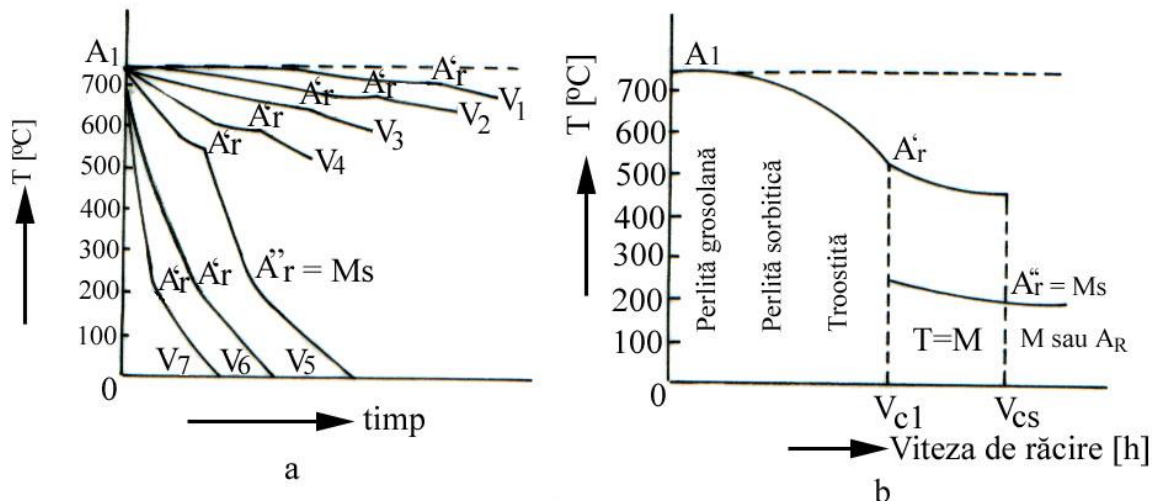 T [ºC]
A1
700
600
500
400
300
200
100
0
A'r
V1
A'r
V2
A'r
V3
A'r
V4
A'r
A''r = Ms
A'r
A'r
V7
V6
V5
timp
a
T [ºC]
A1
700
600
500
400
300
200
100
0
A'r
Perlită grosolană
Perlită sorbitică
Troostită
A''r = Ms
T=M
M sau AR
Vc1
Vcs
Viteza de răcire [h]
b